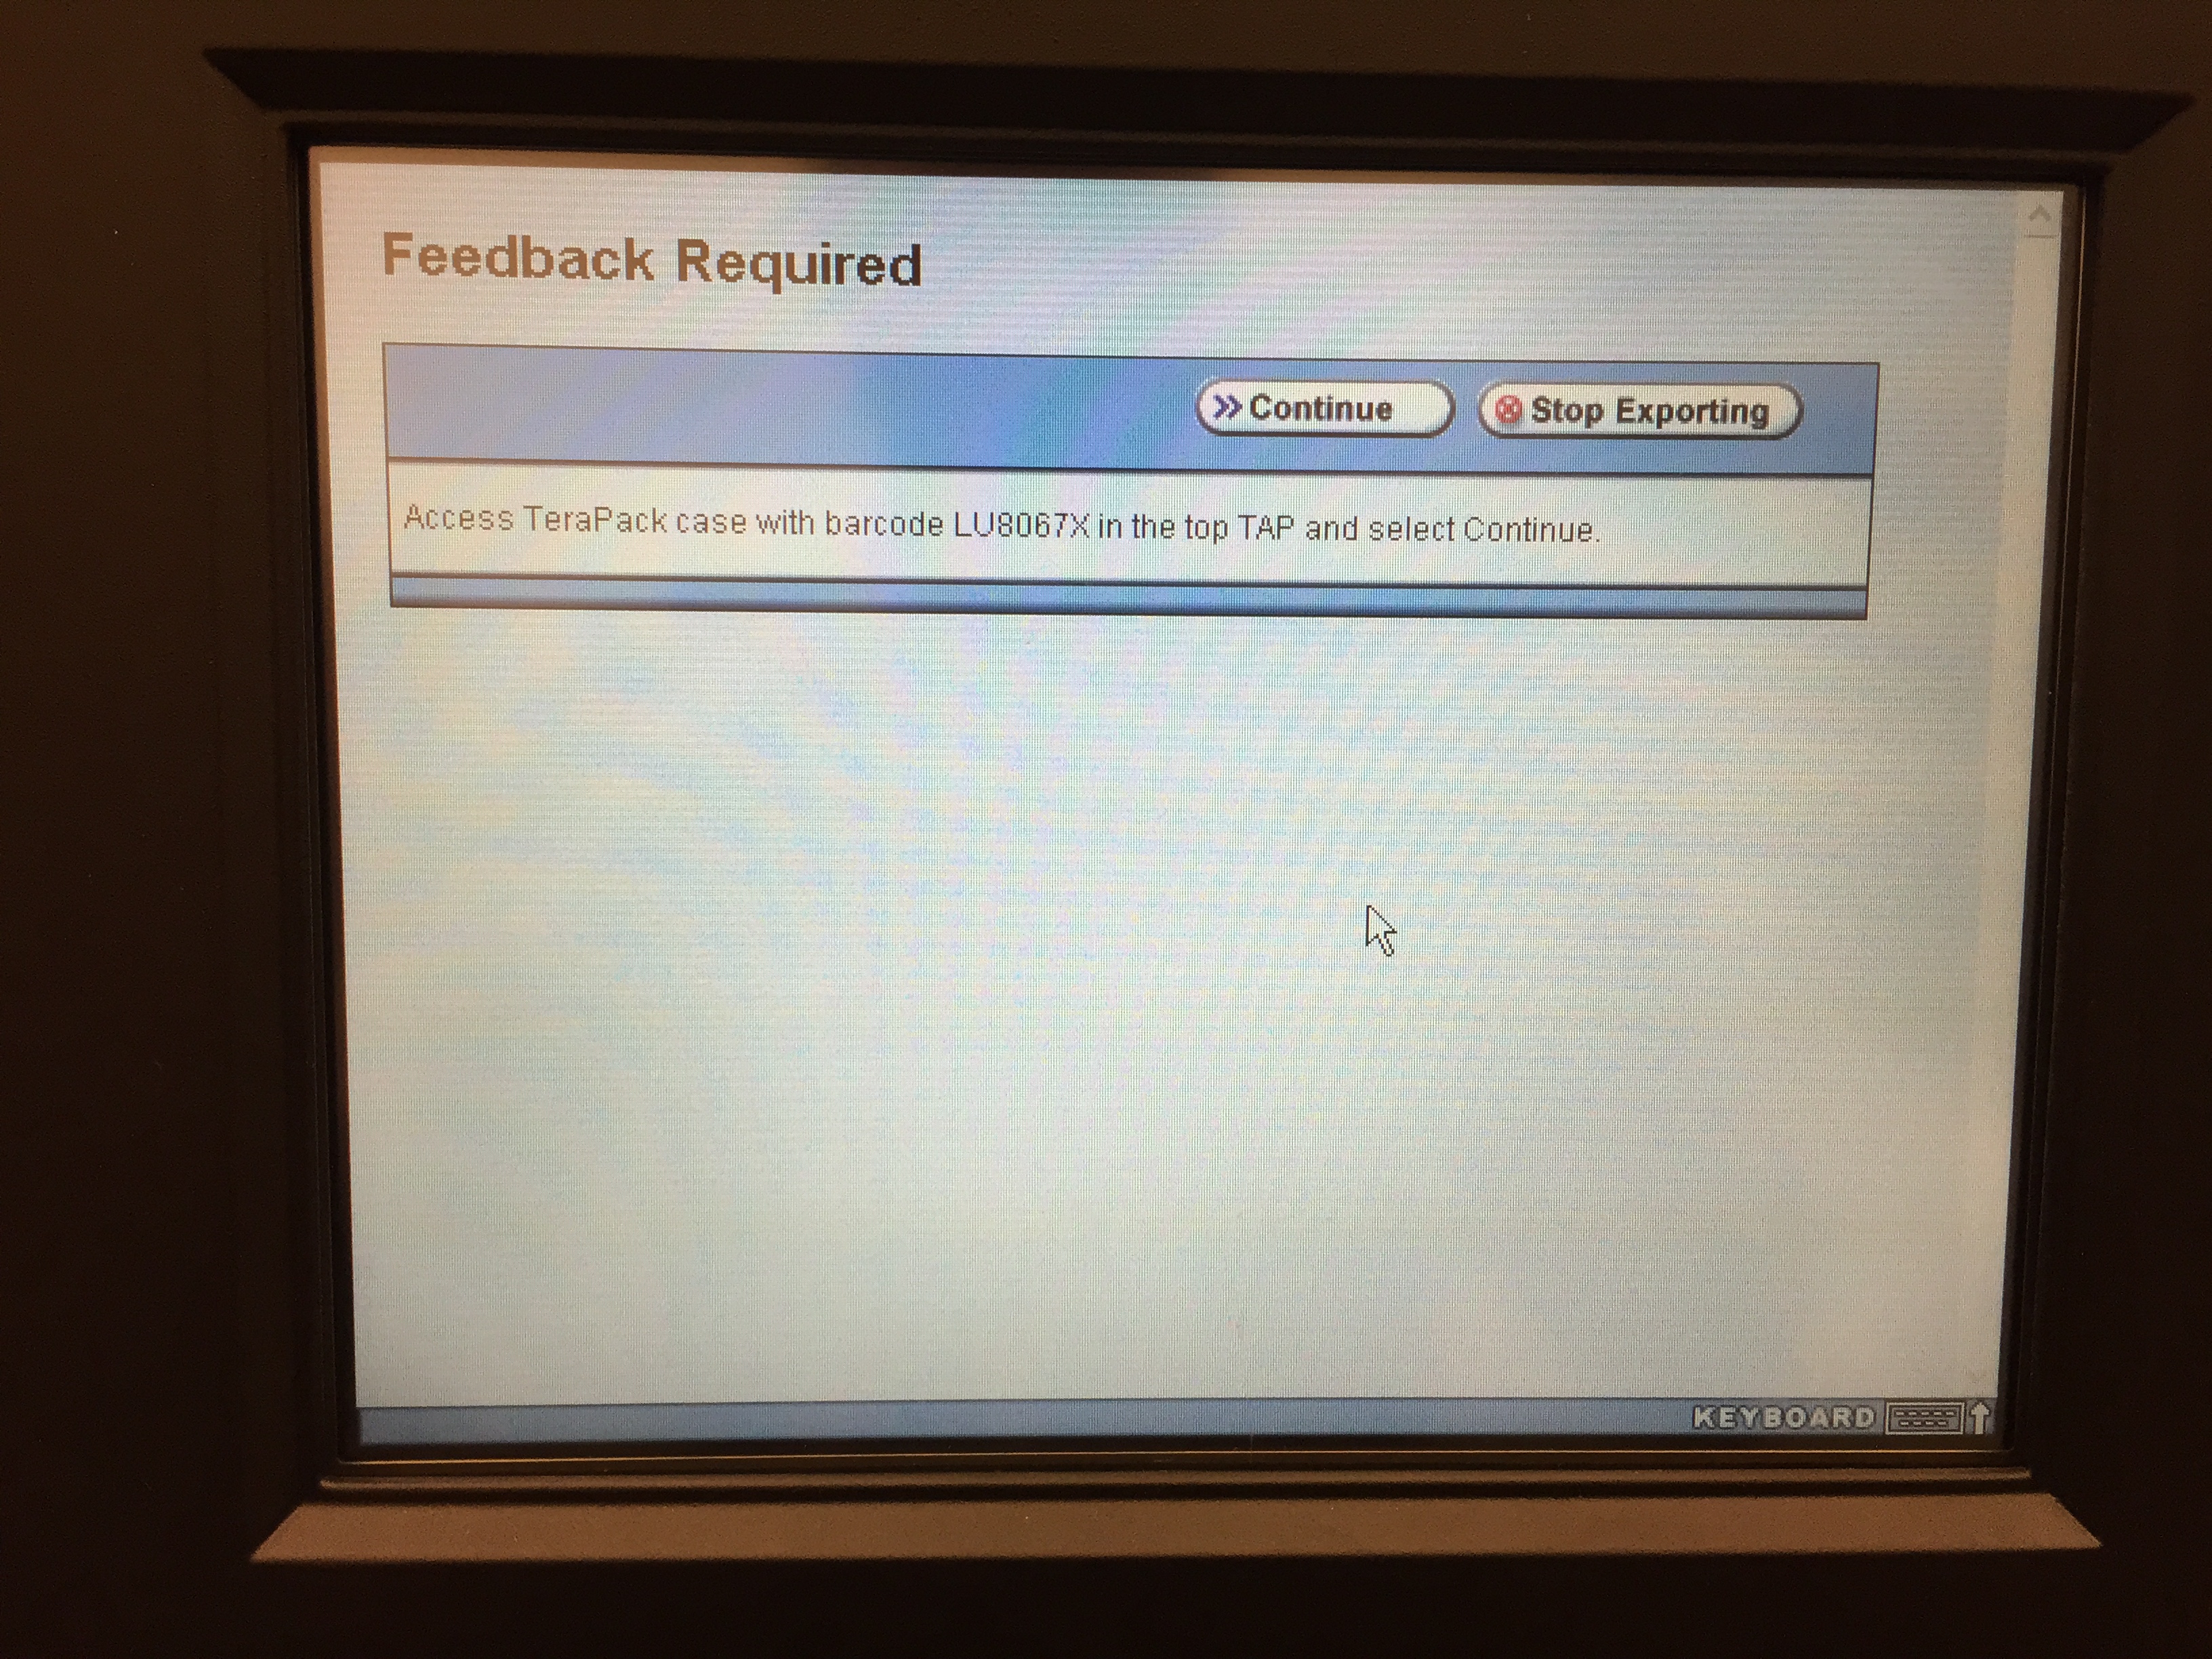 Feedback Required
Continue
Stop Exporting
Access TeraPack case with barcode LU8067X in the top TAP and select Continue.
KEYBOARD